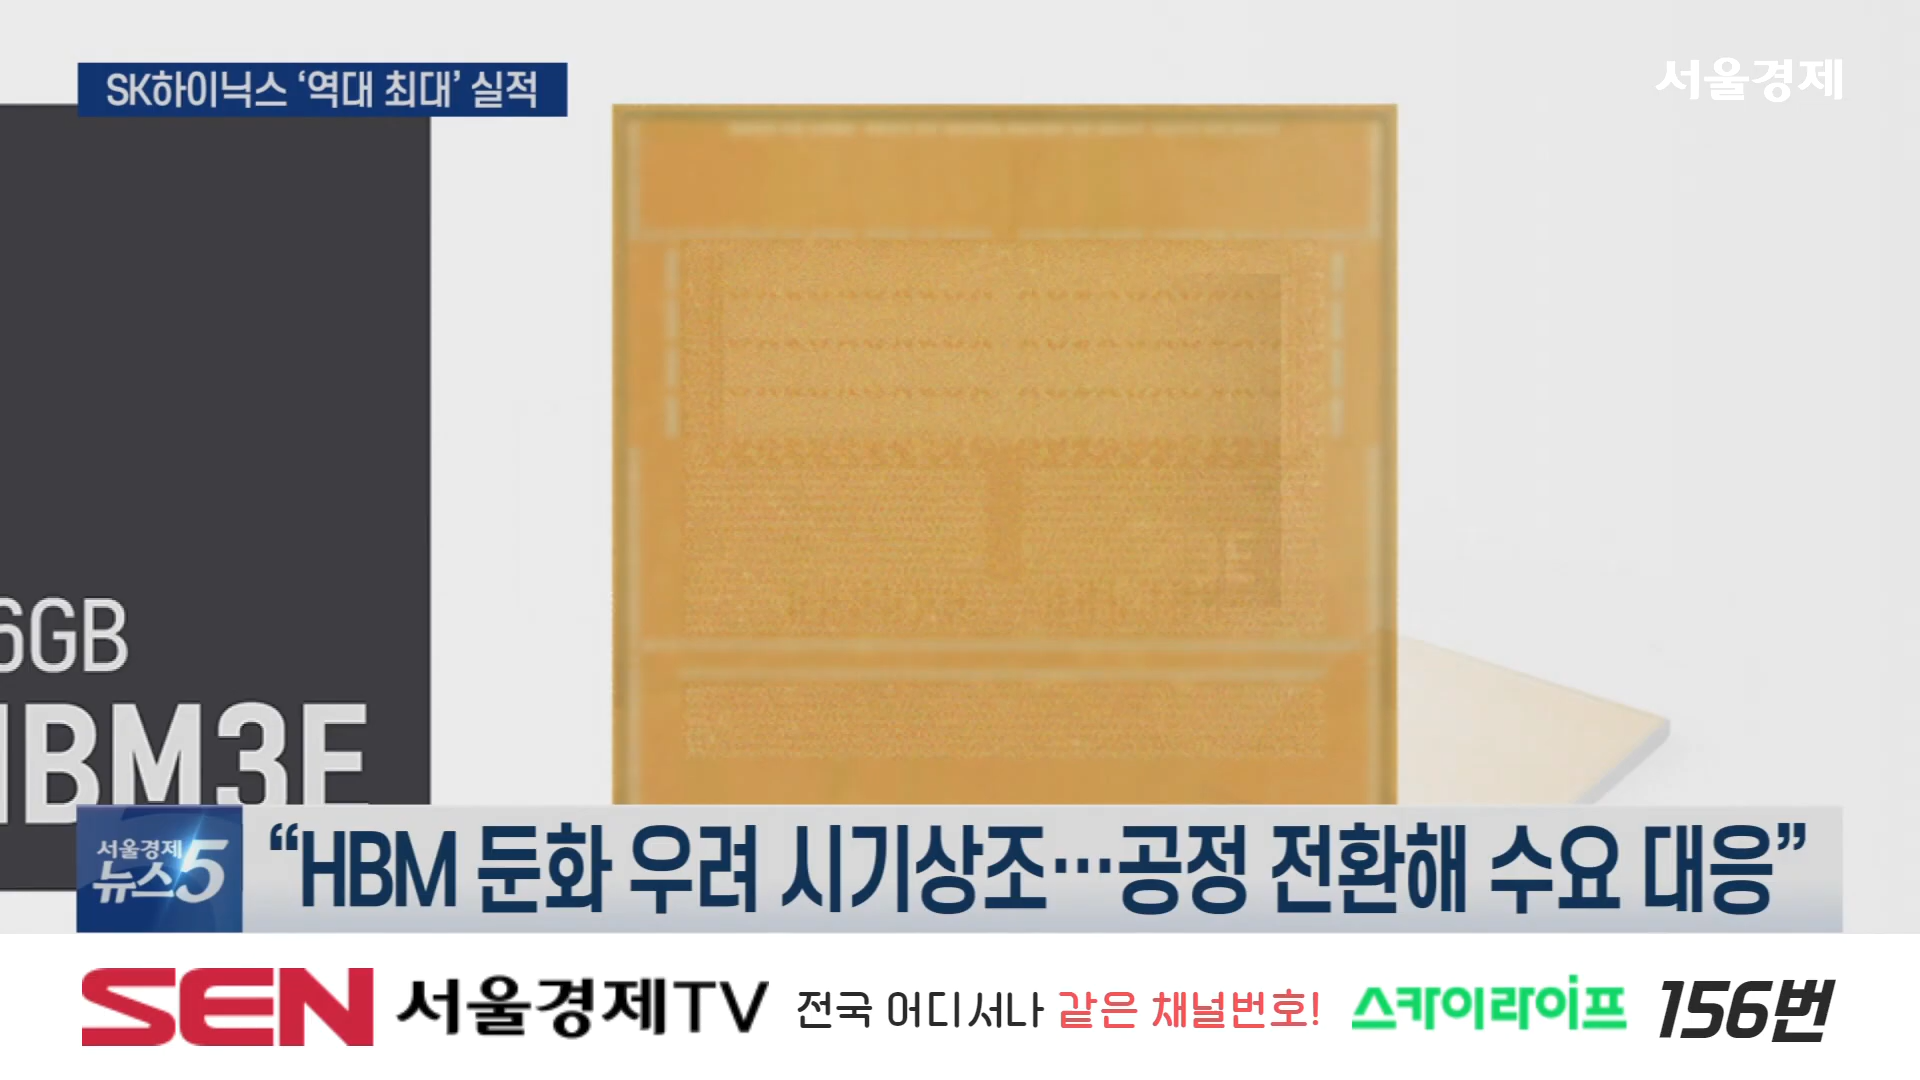 SK하이닉스 ‘역대 최대’ 실적
서울경제
6GB
HBM3E
3E
서울경제
뉴스5
“HBM 둔화 우려 시기상조…공정 전환해 수요 대응”
SEN 서울경제TV 전국 어디서나 같은 채널번호! 스카이라이프 156번